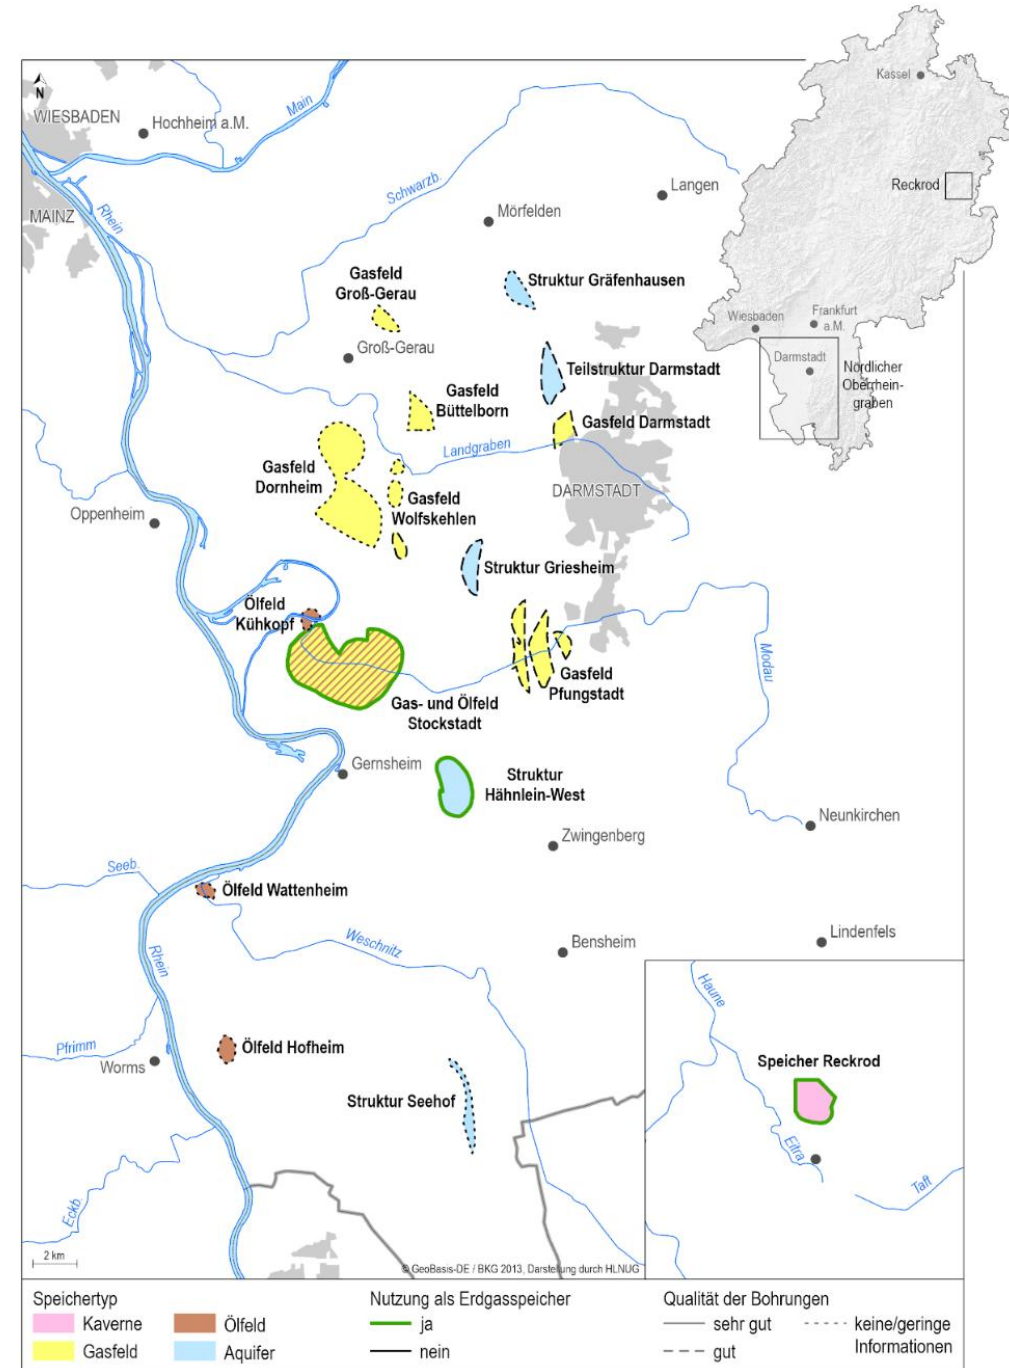 N
WIESBADEN
Hochheim a.M.
Main
MAINZ
Rhein
Schwarzb.
Mörfelden
Langen
Kassel
Reckrod
Wiesbaden
Frankfurt
a.M.
Darmstadt
Nördlicher
Oberrhein-
graben
Gasfeld
Groß-Gerau
Struktur Gräfenhausen
Groß-Gerau
Teilstruktur Darmstadt
Gasfeld
Büttelborn
Gasfeld Darmstadt
Landgraben
Gasfeld
Dornheim
Gasfeld
Wolfskehlen
DARMSTADT
Oppenheim
Struktur Griesheim
Ölfeld
Kühkopf
Modau
Gasfeld
Pfungstadt
Gas- und Ölfeld
Stockstadt
Gernsheim
Struktur
Hähnlein-West
Neunkirchen
Zwingenberg
Seeb.
Ölfeld Wattenheim
Weschnitz
Bensheim
Lindenfels
Rhein
Pfrimm
Worms
Ölfeld Hofheim
Struktur Seehof
Haune
Speicher Reckrod
Eitra
Taft
Eckb.
2 km
© GeoBasis-DE / BKG 2013, Darstellung durch HLNUG
Speichertyp
Kaverne
Gasfeld
Ölfeld
Aquifer
Nutzung als Erdgasspeicher
ja
nein
Qualität der Bohrungen
sehr gut
gut
keine/geringe
Informationen